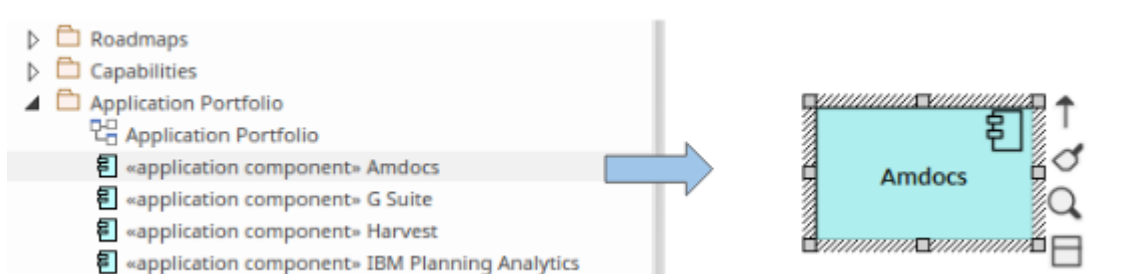 Roadmaps
Capabilities
Application Portfolio
Application Portfolio
«application component» Amdocs
«application component» G Suite
«application component» Harvest
«application component» IBM Planning Analytics
Amdocs